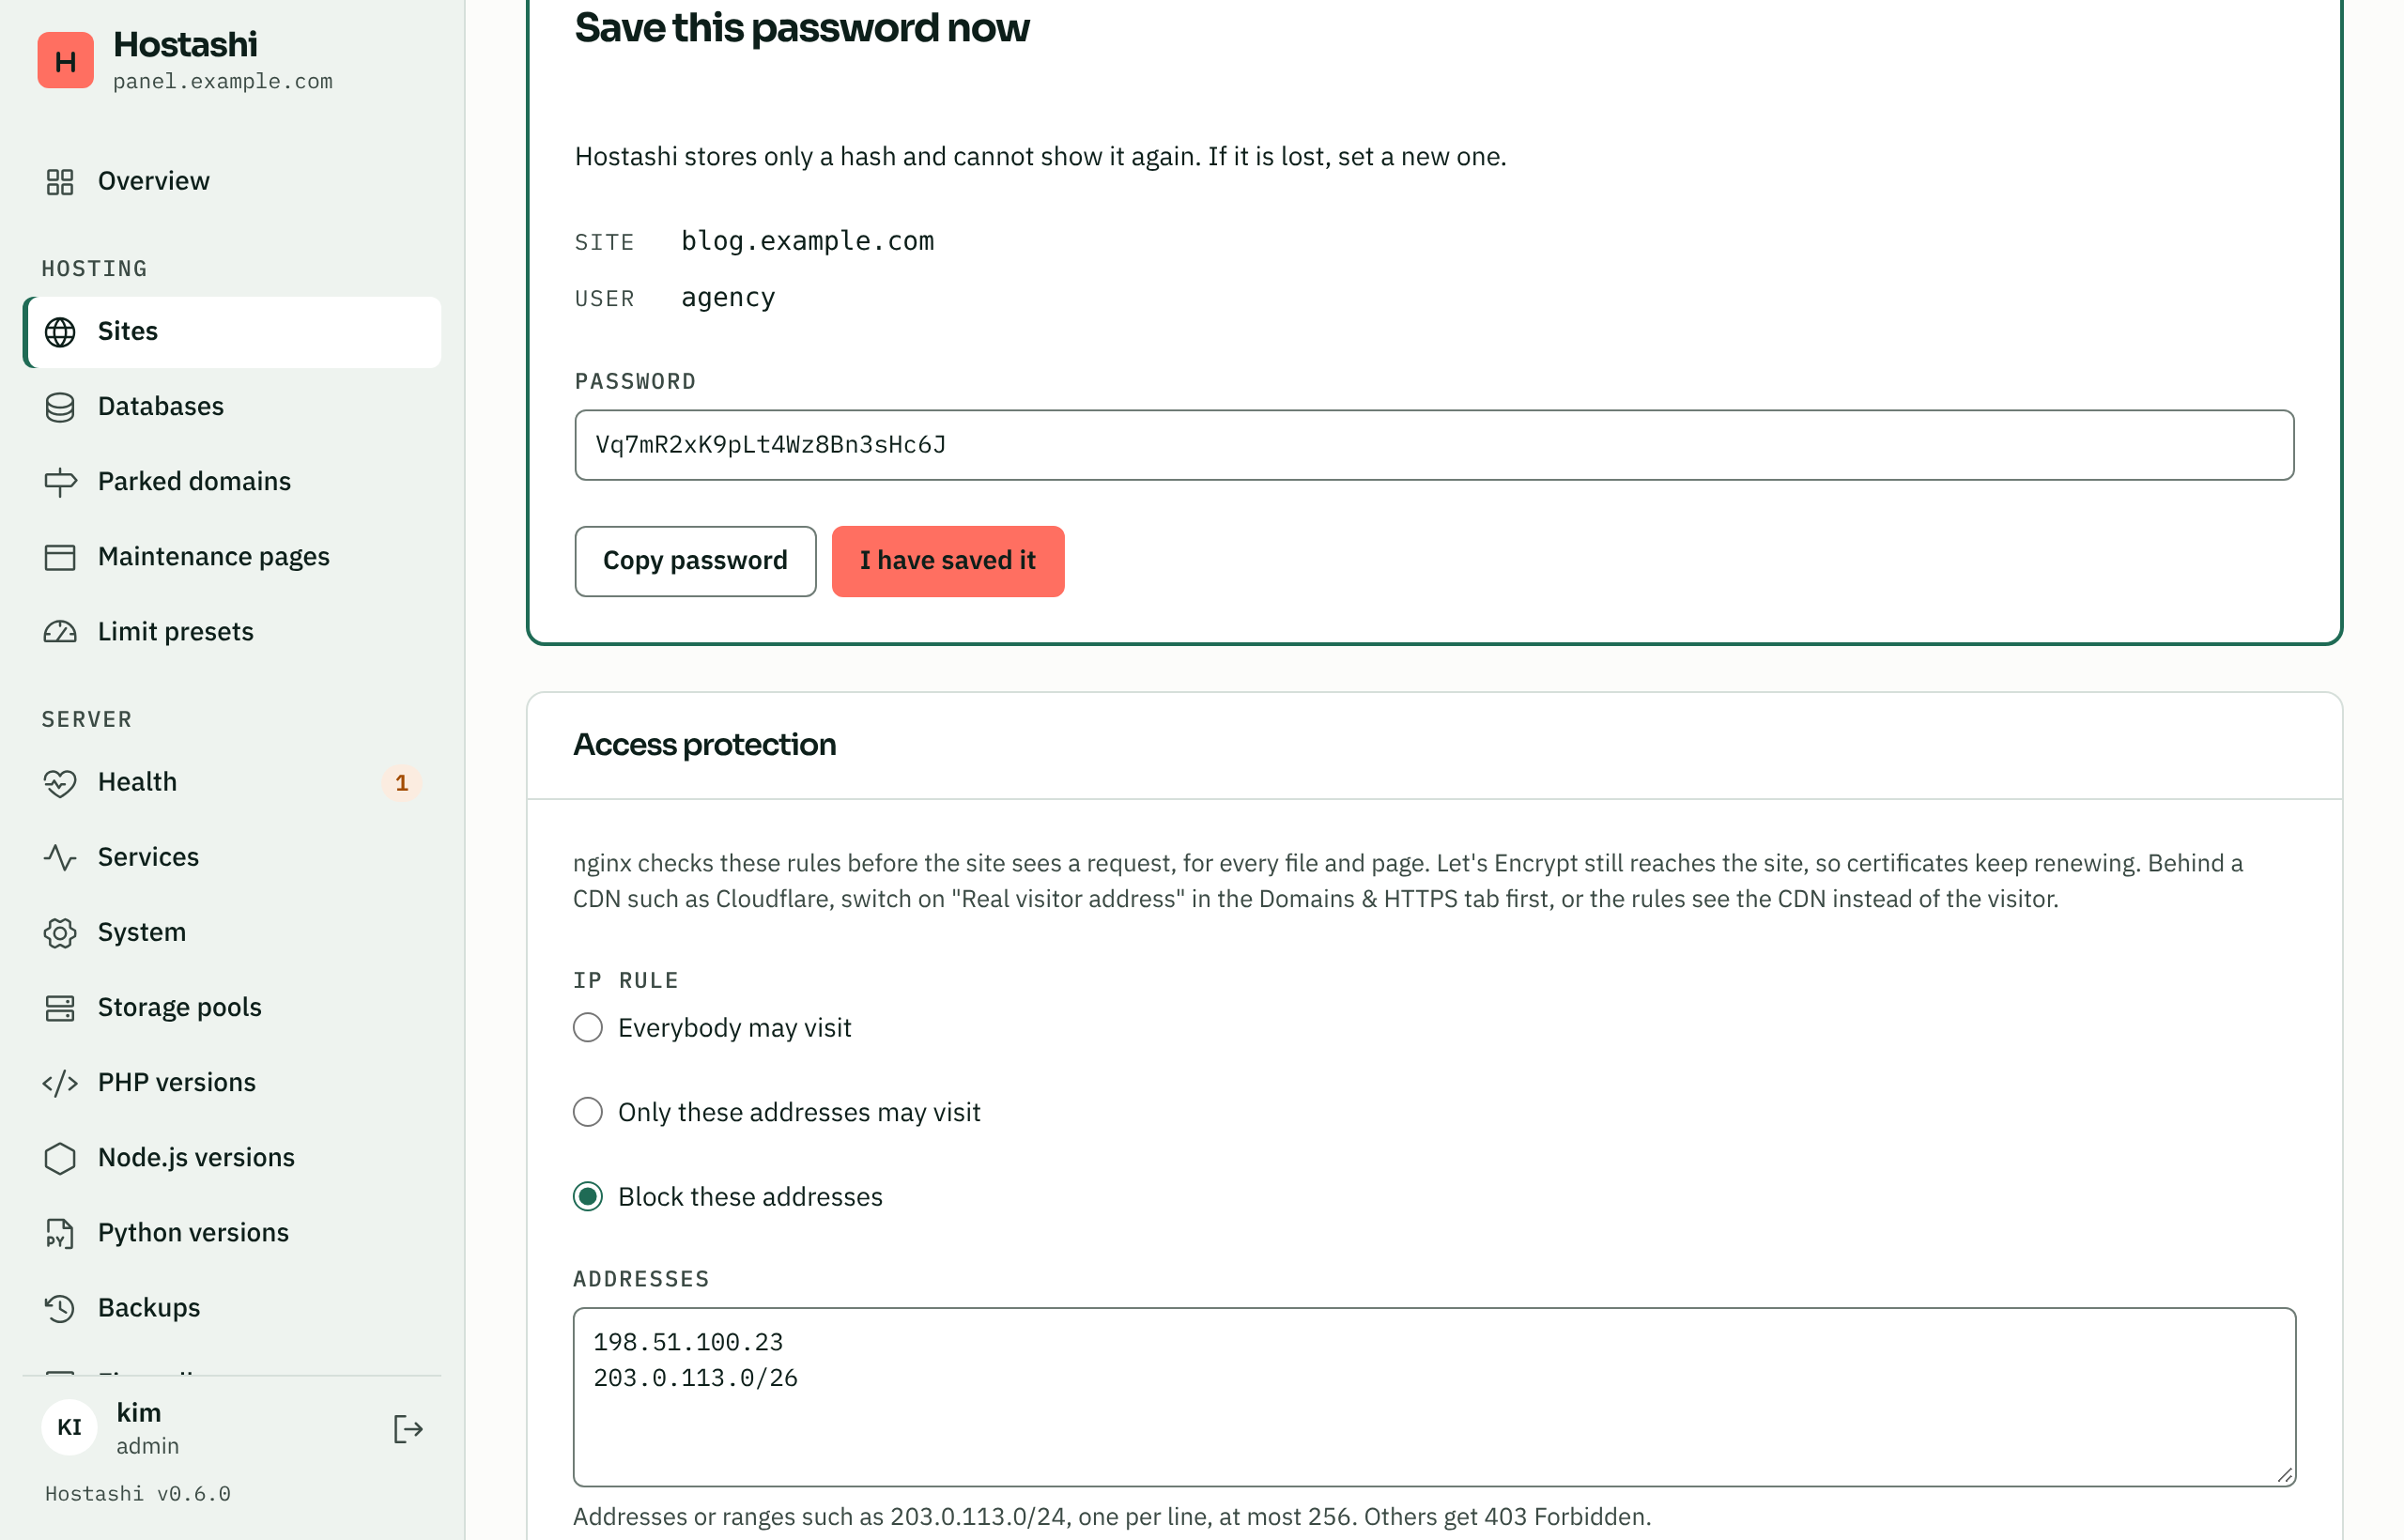 H
Hostashi
panel.example.com
Overview
HOSTING
Sites
Databases
Parked domains
Maintenance pages
Limit presets
SERVER
Health
1
Services
System
Storage pools
PHP versions
Node.js versions
PY
Python versions
Backups
KI
kim
admin
Hostashi v0.6.0
Save this password now
Hostashi stores only a hash and cannot show it again. If it is lost, set a new one.
SITE blog.example.com
USER agency
PASSWORD
Vq7mR2xK9pLt4Wz8Bn3sHc6J
Copy password
I have saved it
Access protection
nginx checks these rules before the site sees a request, for every file and page. Let's Encrypt still reaches the site, so certificates keep renewing. Behind a
CDN such as Cloudflare, switch on "Real visitor address" in the Domains & HTTPS tab first, or the rules see the CDN instead of the visitor.
IP RULE
Everybody may visit
Only these addresses may visit
Block these addresses
ADDRESSES
198.51.100.23
203.0.113.0/26
Addresses or ranges such as 203.0.113.0/24, one per line, at most 256. Others get 403 Forbidden.